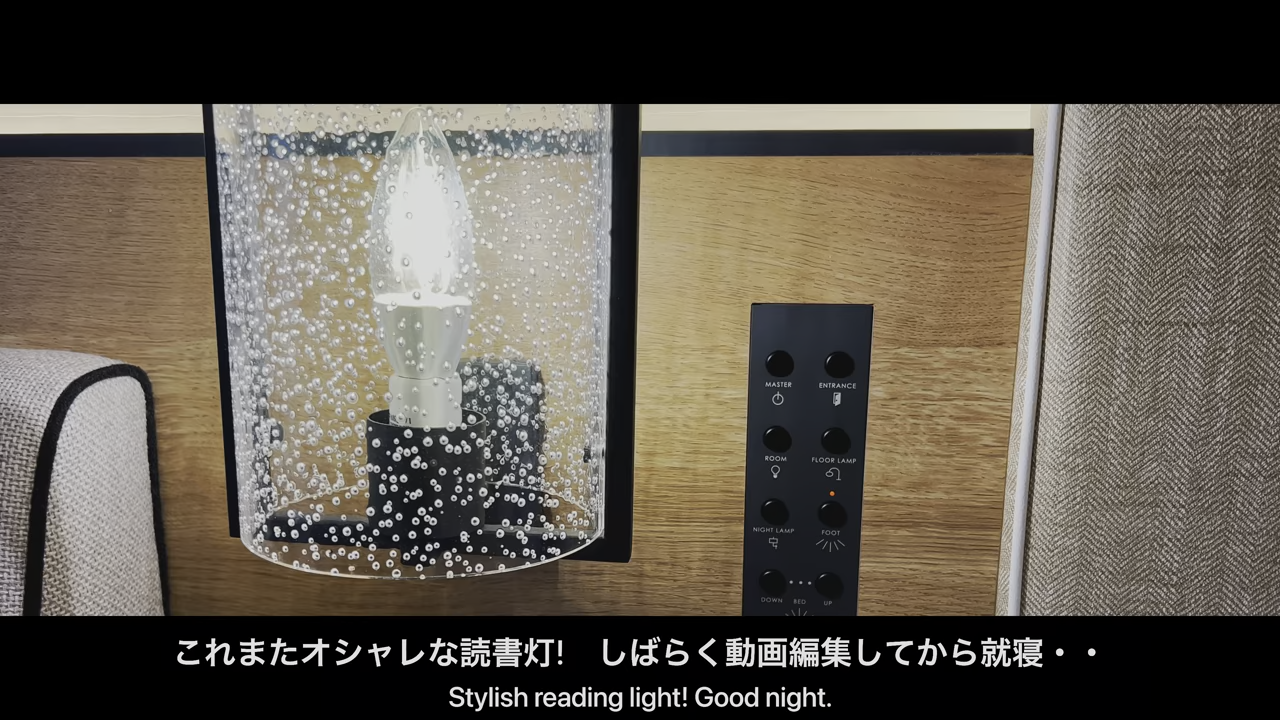 MASTER ENTRANCE
ROOM FLOOR LAMP
NIGHT LAMP FOOT
DOWN BED UP
これまたオシャレな読書灯!　しばらく動画編集してから就寝・・
Stylish reading light! Good night.